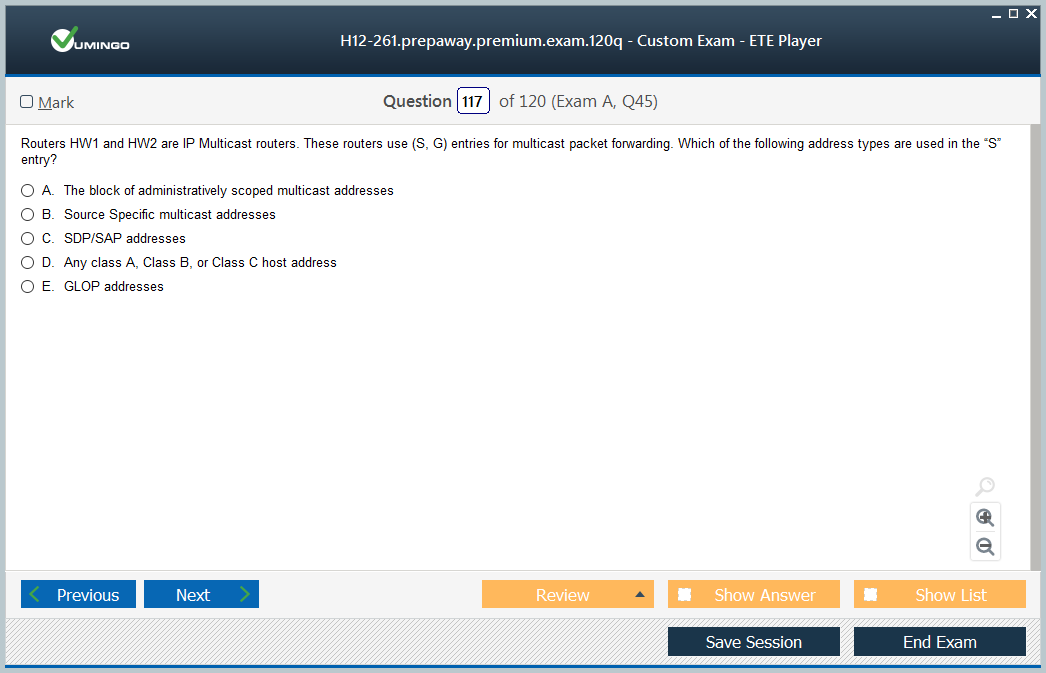 VUMINGO
H12-261.prepaway.premium.exam.120q - Custom Exam - ETE Player
Mark
Question 117 of 120 (Exam A, Q45)
Routers HW1 and HW2 are IP Multicast routers. These routers use (S, G) entries for multicast packet forwarding. Which of the following address types are used in the “S”
entry?
A. The block of administratively scoped multicast addresses
B. Source Specific multicast addresses
C. SDP/SAP addresses
D. Any class A, Class B, or Class C host address
E. GLOP addresses
Previous Next Review Show Answer Show List
Save Session End Exam